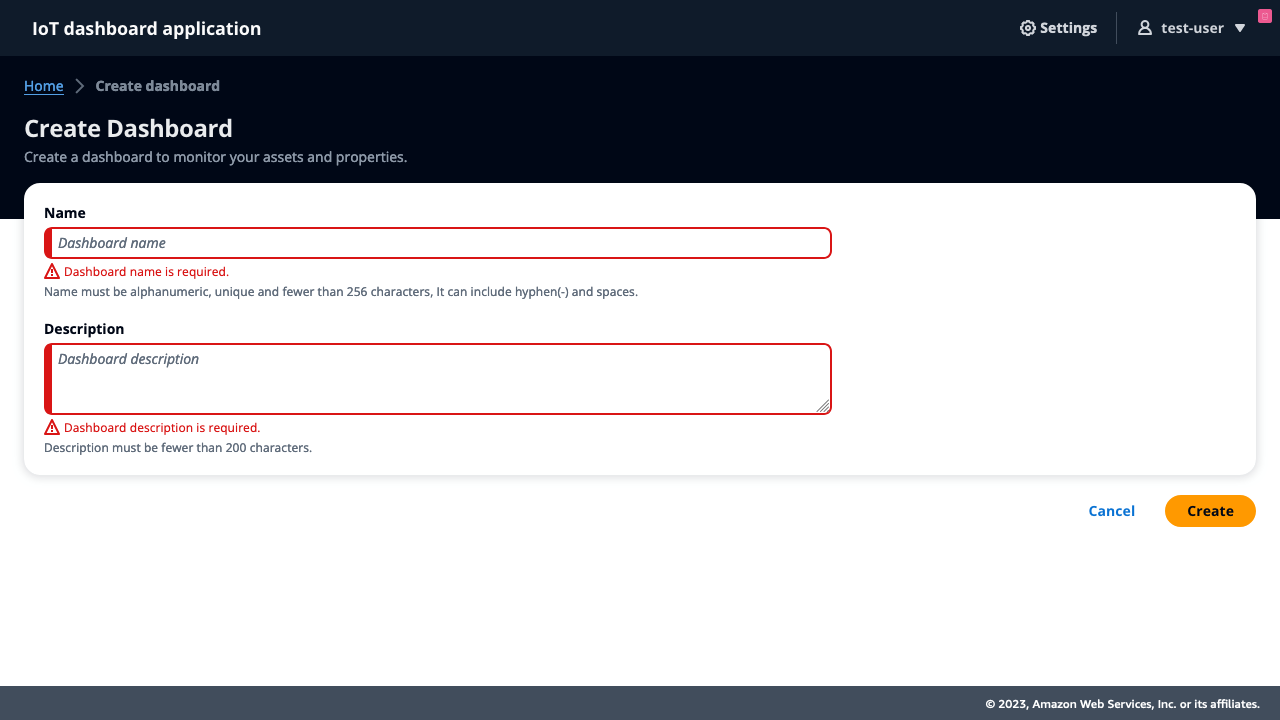 IoT dashboard application
Settings
test-user
Home
Create dashboard
Create Dashboard
Create a dashboard to monitor your assets and properties.
Name
Dashboard name
Dashboard name is required.
Name must be alphanumeric, unique and fewer than 256 characters, It can include hyphen(-) and spaces.
Description
Dashboard description
Dashboard description is required.
Description must be fewer than 200 characters.
Cancel
Create
© 2023, Amazon Web Services, Inc. or its affiliates.